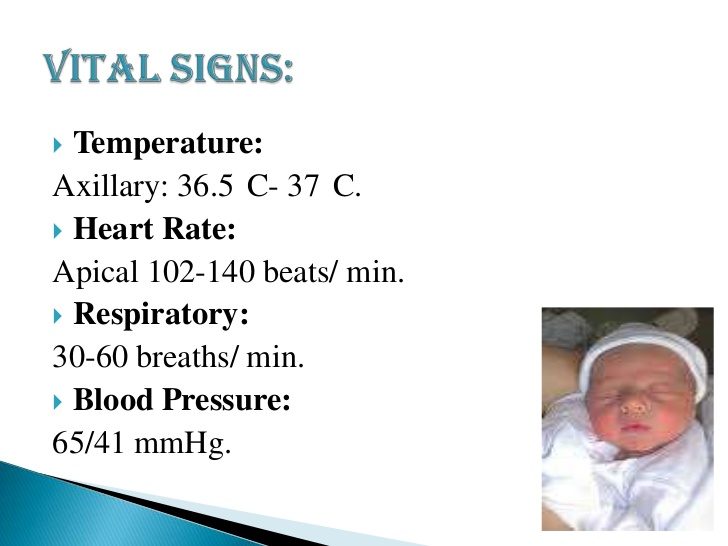 VITAL SIGNS:
Temperature:
Axillary: 36.5 C- 37 C.
Heart Rate:
Apical 102-140 beats/ min.
Respiratory:
30-60 breaths/ min.
Blood Pressure:
65/41 mmHg.